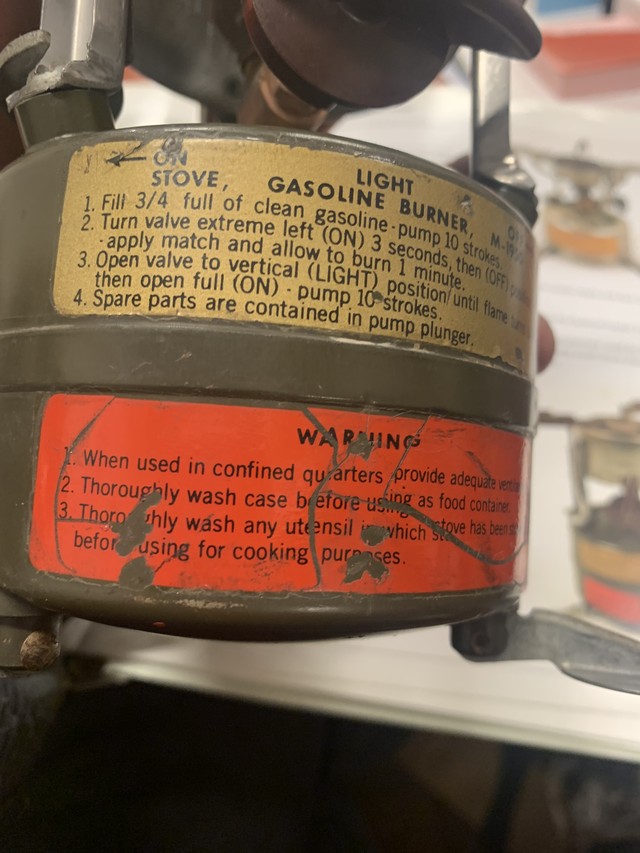 ON LIGHT
STOVE, GASOLINE BURNER,
1. Fill 3/4 full of clean gasoline - pump 10 strokes.
2. Turn valve extreme left (ON) 3 seconds, then (OFF)
- apply match and allow to burn 1 minute.
3. Open valve to vertical (LIGHT) position/until flame
then open full (ON) - pump 10 strokes.
4. Spare parts are contained in pump plunger.
WARNING
1. When used in confined quarters provide adequate
2. Thoroughly wash case before using as food container.
3. Thoroughly wash any utensil in which stove has been
before using for cooking purposes.